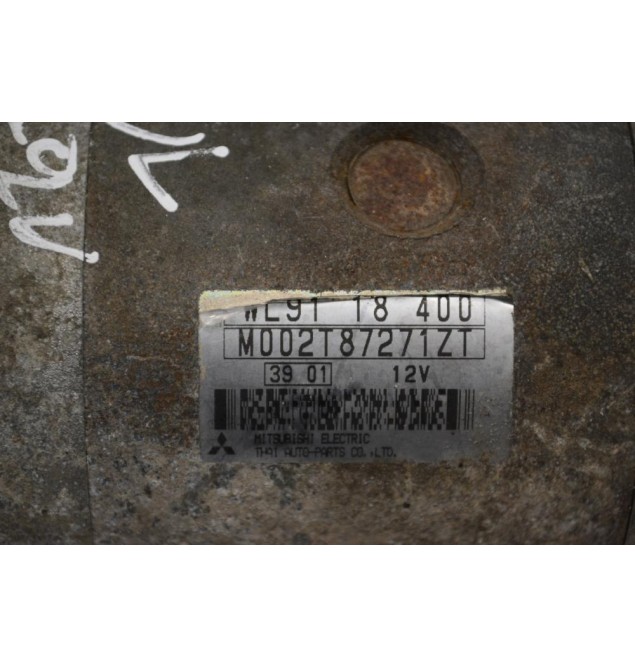 WL91 18 400
M002T87271ZT
39 01 12V
MITSUBISHI ELECTRIC
THAI AUTO-PARTS CO.,LTD.